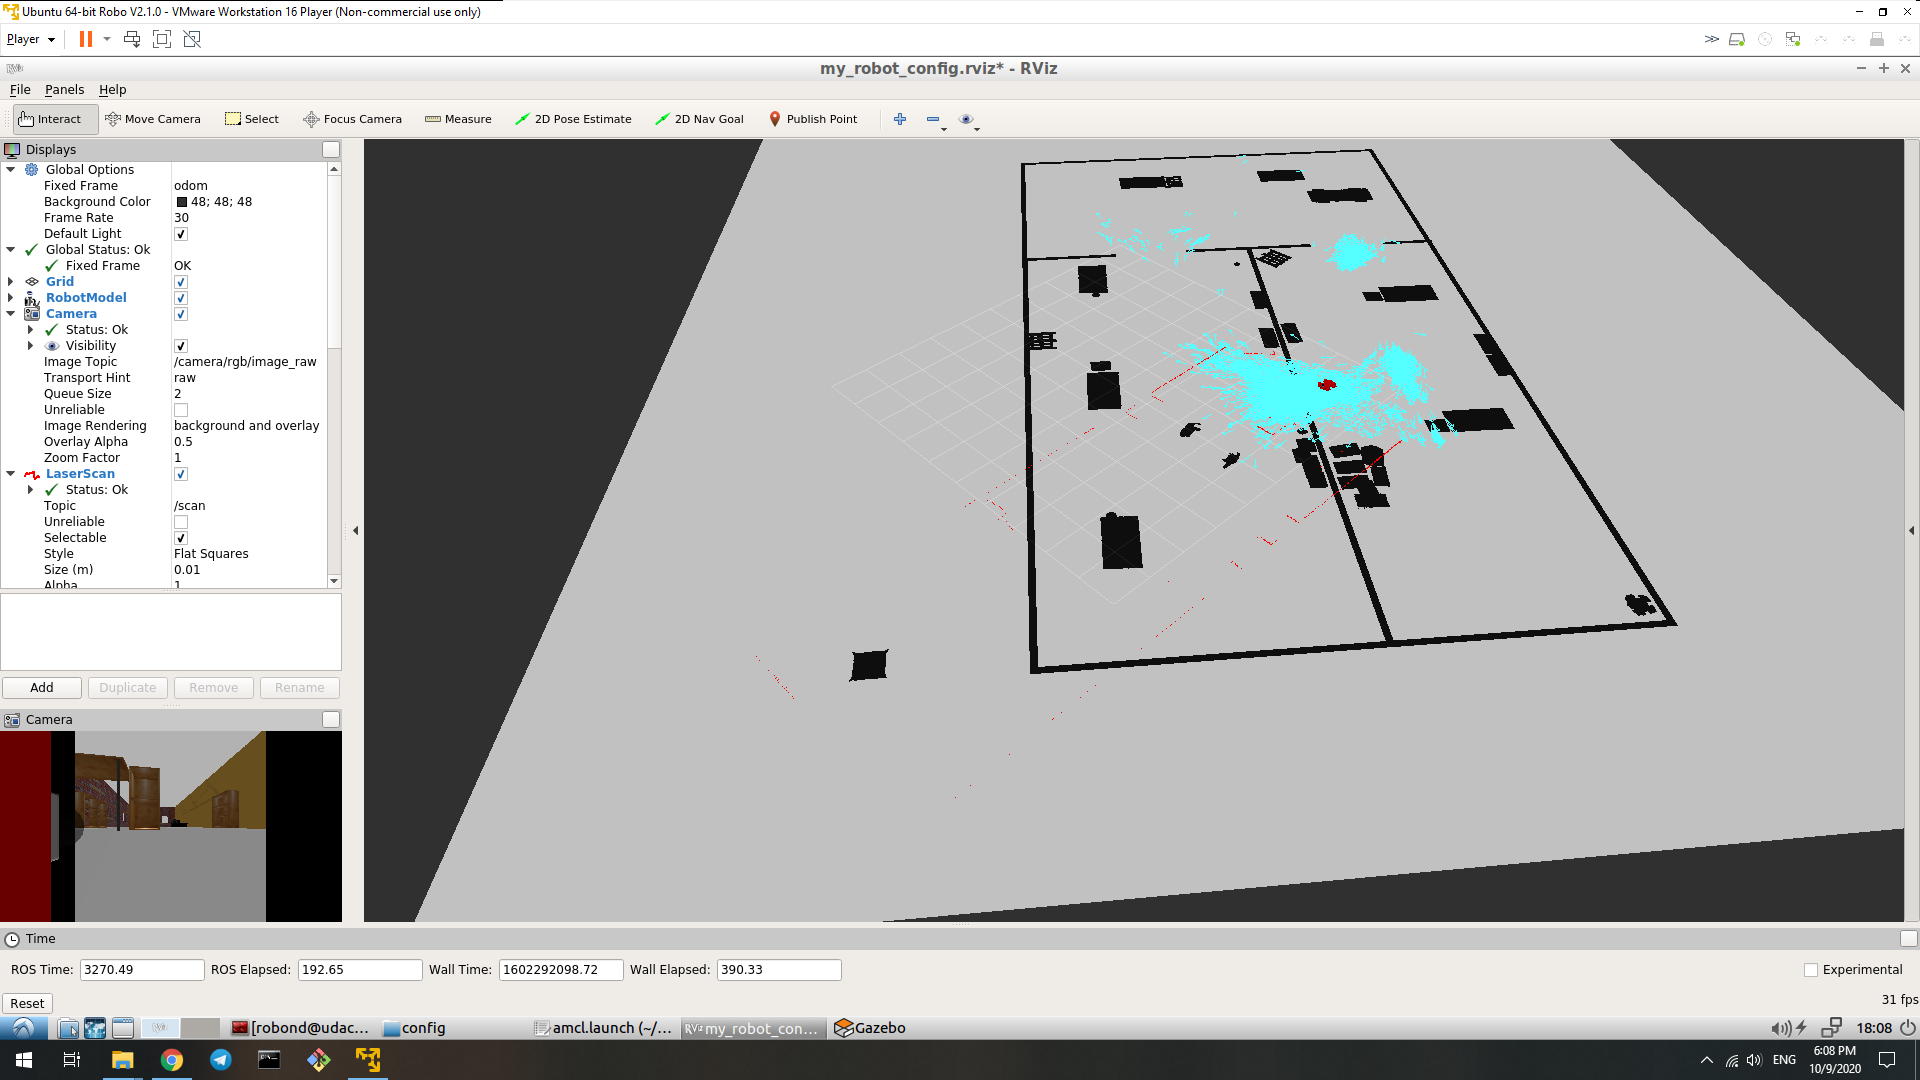 Ubuntu 64-bit Robo V2.1.0 - VMware Workstation 16 Player (Non-commercial use only)
Player
my_robot_config.rviz* - RViz
File Panels Help
Interact Move Camera Select Focus Camera Measure 2D Pose Estimate 2D Nav Goal Publish Point
Displays
Global Options
Fixed Frame odom
Background Color 48; 48; 48
Frame Rate 30
Default Light
Global Status: Ok
Fixed Frame OK
Grid
RobotModel
Camera
Status: Ok
Visibility
Image Topic /camera/rgb/image_raw
Transport Hint raw
Queue Size 2
Unreliable
Image Rendering background and overlay
Overlay Alpha 0.5
Zoom Factor 1
LaserScan
Status: Ok
Topic /scan
Unreliable
Selectable
Style Flat Squares
Size (m) 0.01
Alpha 1
Add Duplicate Remove Rename
Camera
Time
ROS Time: 3270.49 ROS Elapsed: 192.65 Wall Time: 1602292098.72 Wall Elapsed: 390.33 Experimental
Reset 31 fps
[robond@udac... config amcl.launch (~/... my_robot_con... Gazebo 18:08
ENG 6:08 PM
10/9/2020